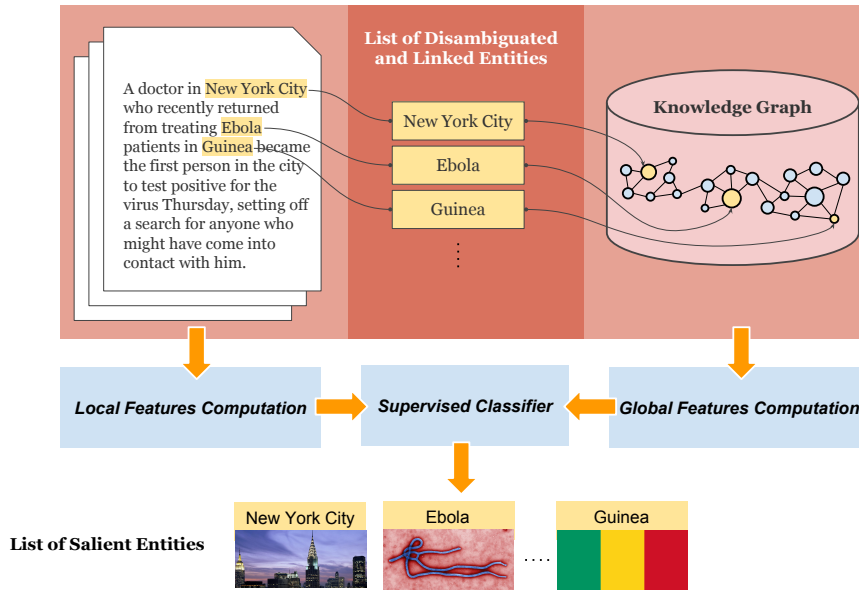 List of Disambiguated
and Linked Entities
A doctor in New York City
who recently returned
from treating Ebola
patients in Guinea became
the first person in the city
to test positive for the
virus Thursday, setting off
a search for anyone who
might have come into
contact with him.
New York City
Ebola
Guinea
Knowledge Graph
Local Features Computation
Supervised Classifier
Global Features Computation
List of Salient Entities
New York City
Ebola
Guinea